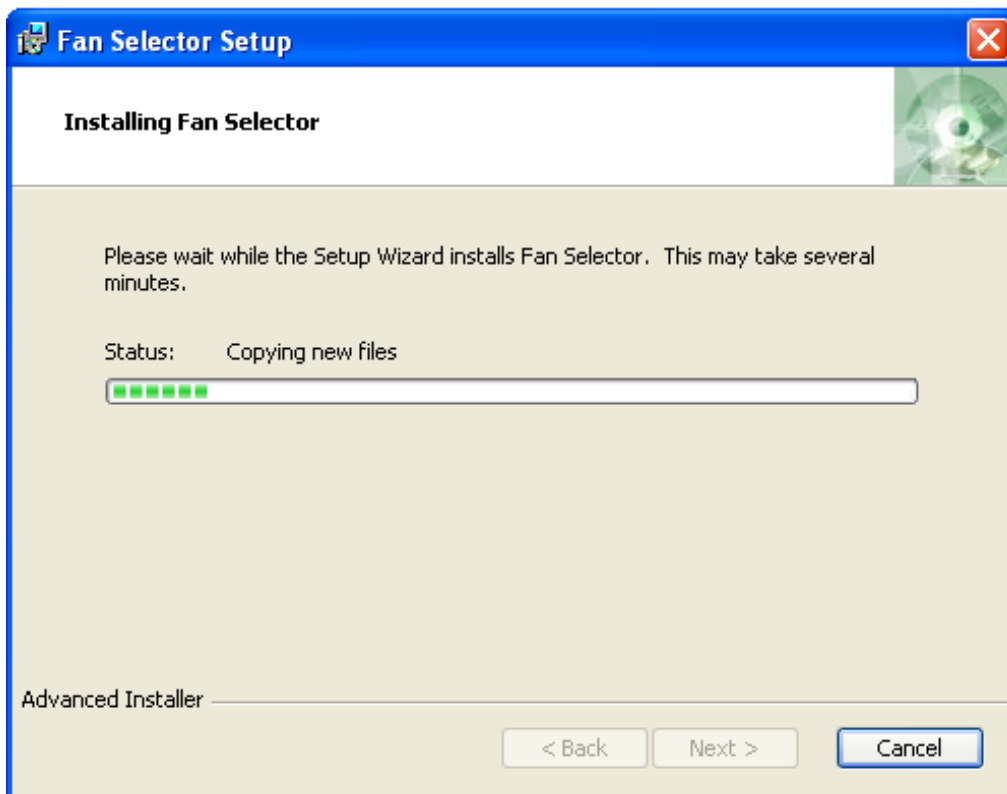 Fan Selector Setup
Installing Fan Selector
Please wait while the Setup Wizard installs Fan Selector.  This may take several
minutes.
Status: Copying new files
Advanced Installer
< Back Next > Cancel